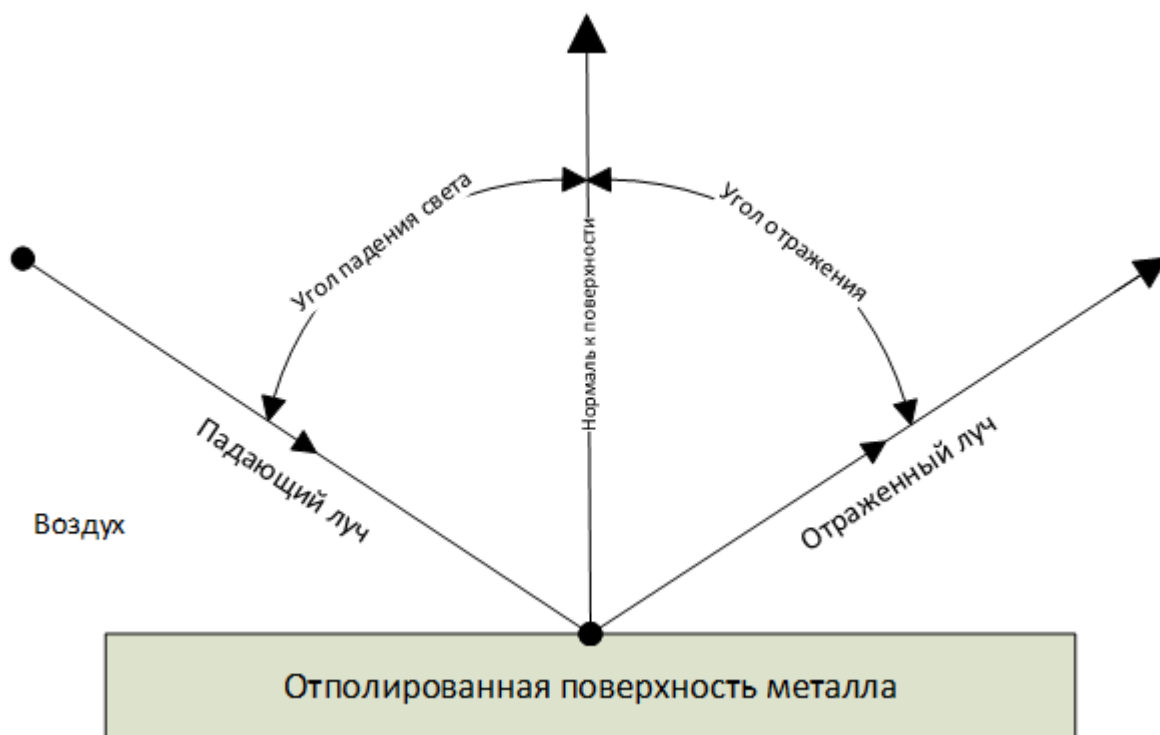 Угол падения света
Нормаль к поверхности
Угол отражения
Падающий луч
Отраженный луч
Воздух
Отполированная поверхность металла